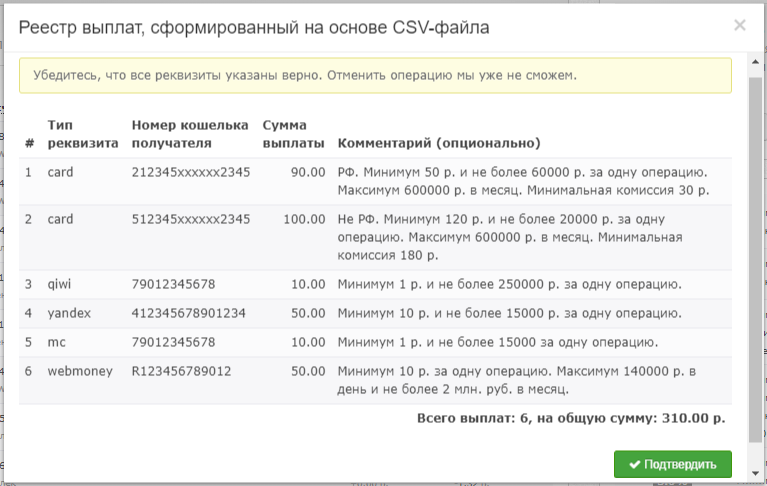 Реестр выплат, сформированный на основе CSV-файла
×
Убедитесь, что все реквизиты указаны верно. Отменить операцию мы уже не сможем.
# Тип реквизита Номер кошелька получателя Сумма выплаты Комментарий (опционально)
1 card 212345xxxxxx2345 90.00 РФ. Минимум 50 р. и не более 60000 р. за одну операцию.
Максимум 600000 р. в месяц. Минимальная комиссия 30 р.
2 card 512345xxxxxx2345 100.00 Не РФ. Минимум 120 р. и не более 20000 р. за одну
операцию. Максимум 600000 р. в месяц. Минимальная
комиссия 180 р.
3 qiwi 79012345678 10.00 Минимум 1 р. и не более 250000 р. за одну операцию.
4 yandex 412345678901234 50.00 Минимум 10 р. и не более 15000 р. за одну операцию.
5 mc 79012345678 10.00 Минимум 1 р. и не более 15000 за одну операцию.
6 webmoney R123456789012 50.00 Минимум 10 р. за одну операцию. Максимум 140000 р. в
день и не более 2 млн. руб. в месяц.
Всего выплат: 6, на общую сумму: 310.00 р.
Подтвердить